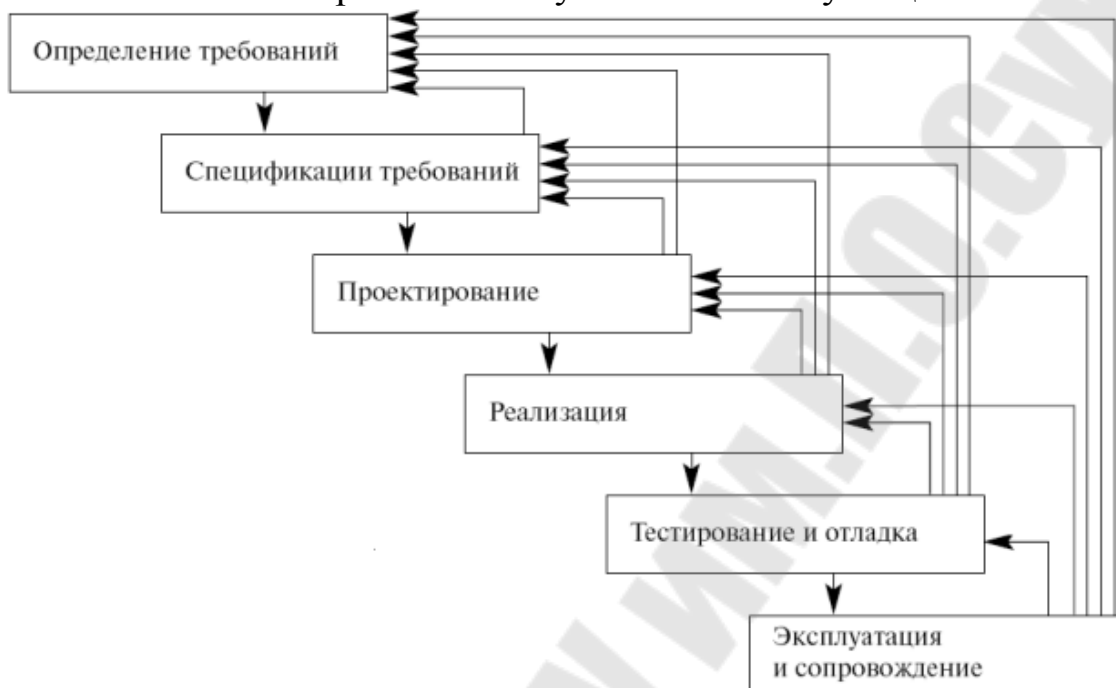 Определение требований
Спецификации требований
Проектирование
Реализация
Тестирование и отладка
Эксплуатация
и сопровождение